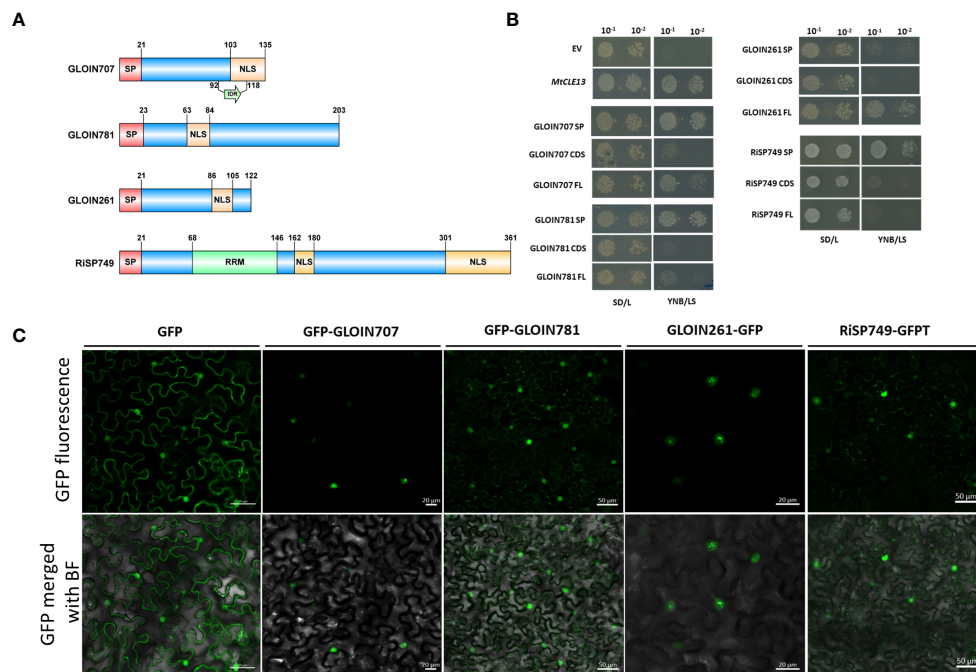 A
21 103 135
GLOIN707 SP NLS
92 IDR 118
23 63 84 203
GLOIN781 SP NLS
21 86 105 122
GLOIN261 SP NLS
21 68 146 162 180 301 361
RiSP749 SP RRM NLS NLS
B
10-1 10-2 10-1 10-2
EV
MtCLE13
GLOIN707 SP
GLOIN707 CDS
GLOIN707 FL
GLOIN781 SP
GLOIN781 CDS
GLOIN781 FL
SD/L YNB/LS
10-1 10-2 10-1 10-2
GLOIN261 SP
GLOIN261 CDS
GLOIN261 FL
RiSP749 SP
RiSP749 CDS
RiSP749 FL
SD/L YNB/LS
C
GFP GFP-GLOIN707 GFP-GLOIN781 GLOIN261-GFP RiSP749-GFPT
GFP fluorescence
20 µm 50 µm 20 µm 50 µm
GFP merged
with BF
20 µm 50 µm 20 µm 50 µm